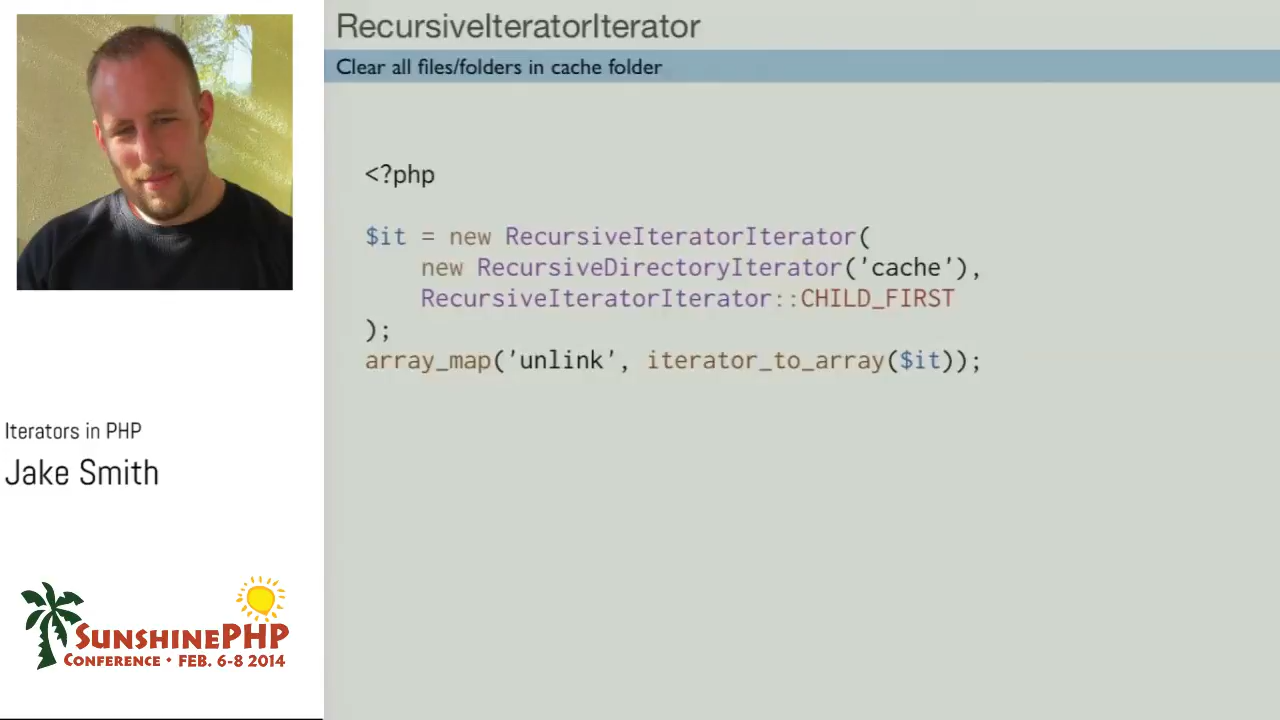 RecursiveIteratorIterator
Clear all files/folders in cache folder
<?php
$it = new RecursiveIteratorIterator(
    new RecursiveDirectoryIterator('cache'),
    RecursiveIteratorIterator::CHILD_FIRST
);
array_map('unlink', iterator_to_array($it));
Iterators in PHP
Jake Smith
SUNSHINEPHP
CONFERENCE • FEB. 6-8 2014